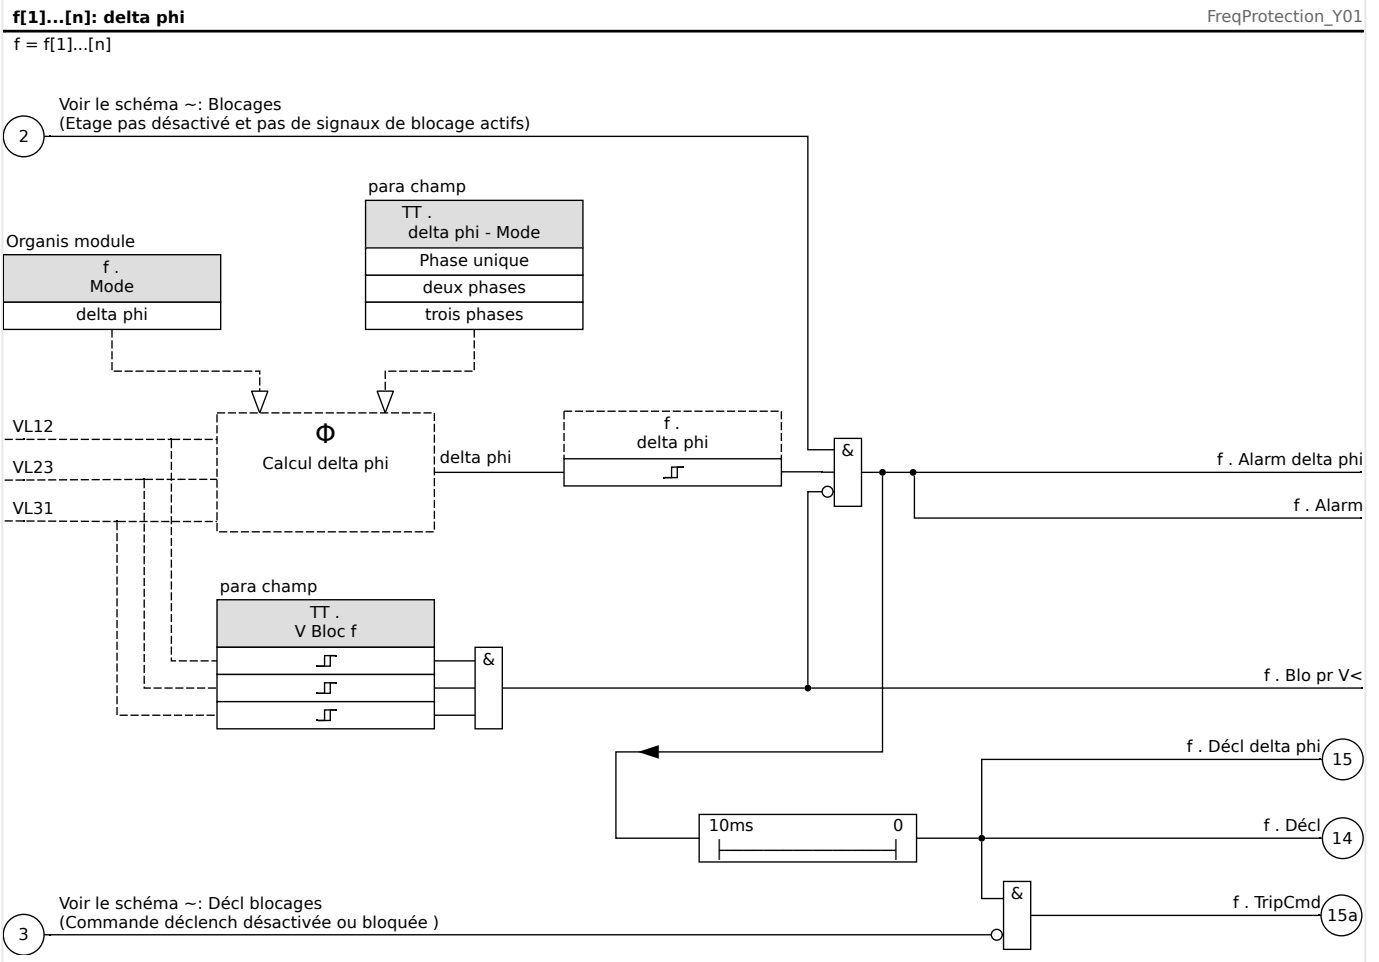 f[1]...[n]: delta phi
FreqProtection_Y01
f = f[1]...[n]
Voir le schéma ~: Blocages
(Etage pas désactivé et pas de signaux de blocage actifs)
2
para champ
TT .
delta phi - Mode
Phase unique
deux phases
trois phases
Organis module
f .
Mode
delta phi
VL12
VL23
VL31
Φ
Calcul delta phi
delta phi
f .
delta phi
&
f . Alarm delta phi
f . Alarm
para champ
TT .
V Bloc f
&
f . Blo pr V<
f . Décl delta phi
15
10ms 0
f . Décl
14
&
f . TripCmd
15a
Voir le schéma ~: Décl blocages
(Commande déclench désactivée ou bloquée )
3